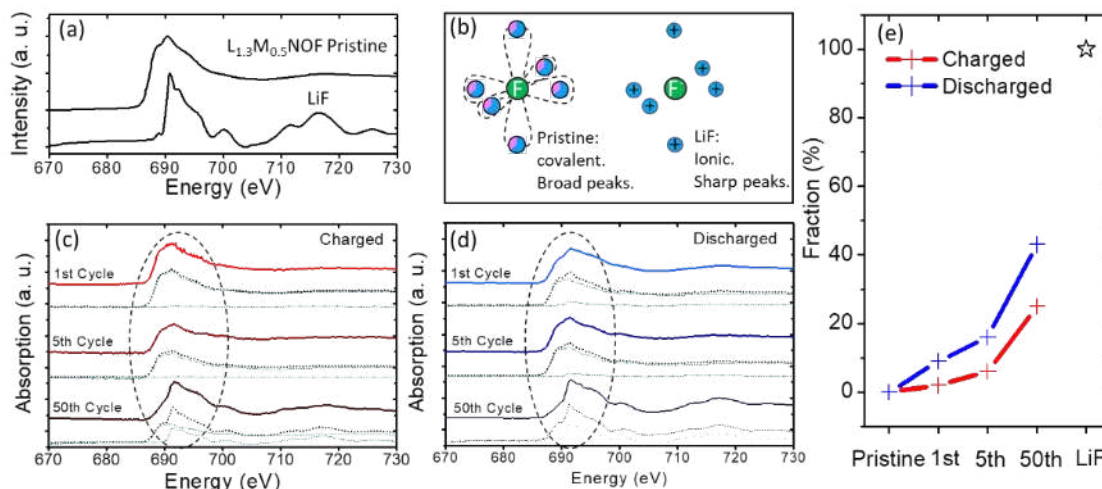 (a)
L1.3M0.5NOF Pristine
LiF
Intensity (a. u.)
670 680 690 700 710 720 730
Energy (eV)
(b)
F
F
+
+
+
+
+
+
Pristine:
covalent.
Broad peaks.
LiF:
Ionic.
Sharp peaks.
(c)
Charged
1st Cycle
5th Cycle
50th Cycle
Absorption (a. u.)
670 680 690 700 710 720 730
Energy (eV)
(d)
Discharged
1st Cycle
5th Cycle
50th Cycle
Absorption (a. u.)
670 680 690 700 710 720 730
Energy (eV)
(e)
Charged
Discharged
Fraction (%)
100
80
60
40
20
0
Pristine 1st 5th 50th LiF